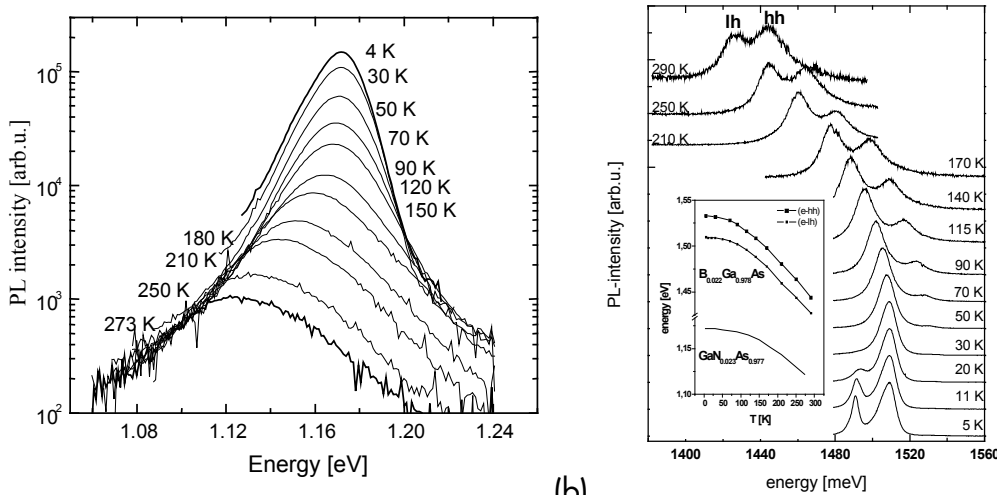 10^5
10^4
10^3
10^2
PL intensity [arb.u.]
4 K
30 K
50 K
70 K
90 K
120 K
150 K
180 K
210 K
250 K
273 K
1.08 1.12 1.16 1.20 1.24
Energy [eV]
(b)
PL-intensity [arb.u.]
lh hh
290 K
250 K
210 K
170 K
140 K
115 K
90 K
70 K
50 K
30 K
20 K
11 K
5 K
1,55
1,50
1,45
1,15
1,10
energy [eV]
(e-hh)
(e-lh)
B0.022Ga0.978As
GaN0.023As0.977
0 50 100 150 200 250 300
T [K]
1400 1440 1480 1520 1560
energy [meV]